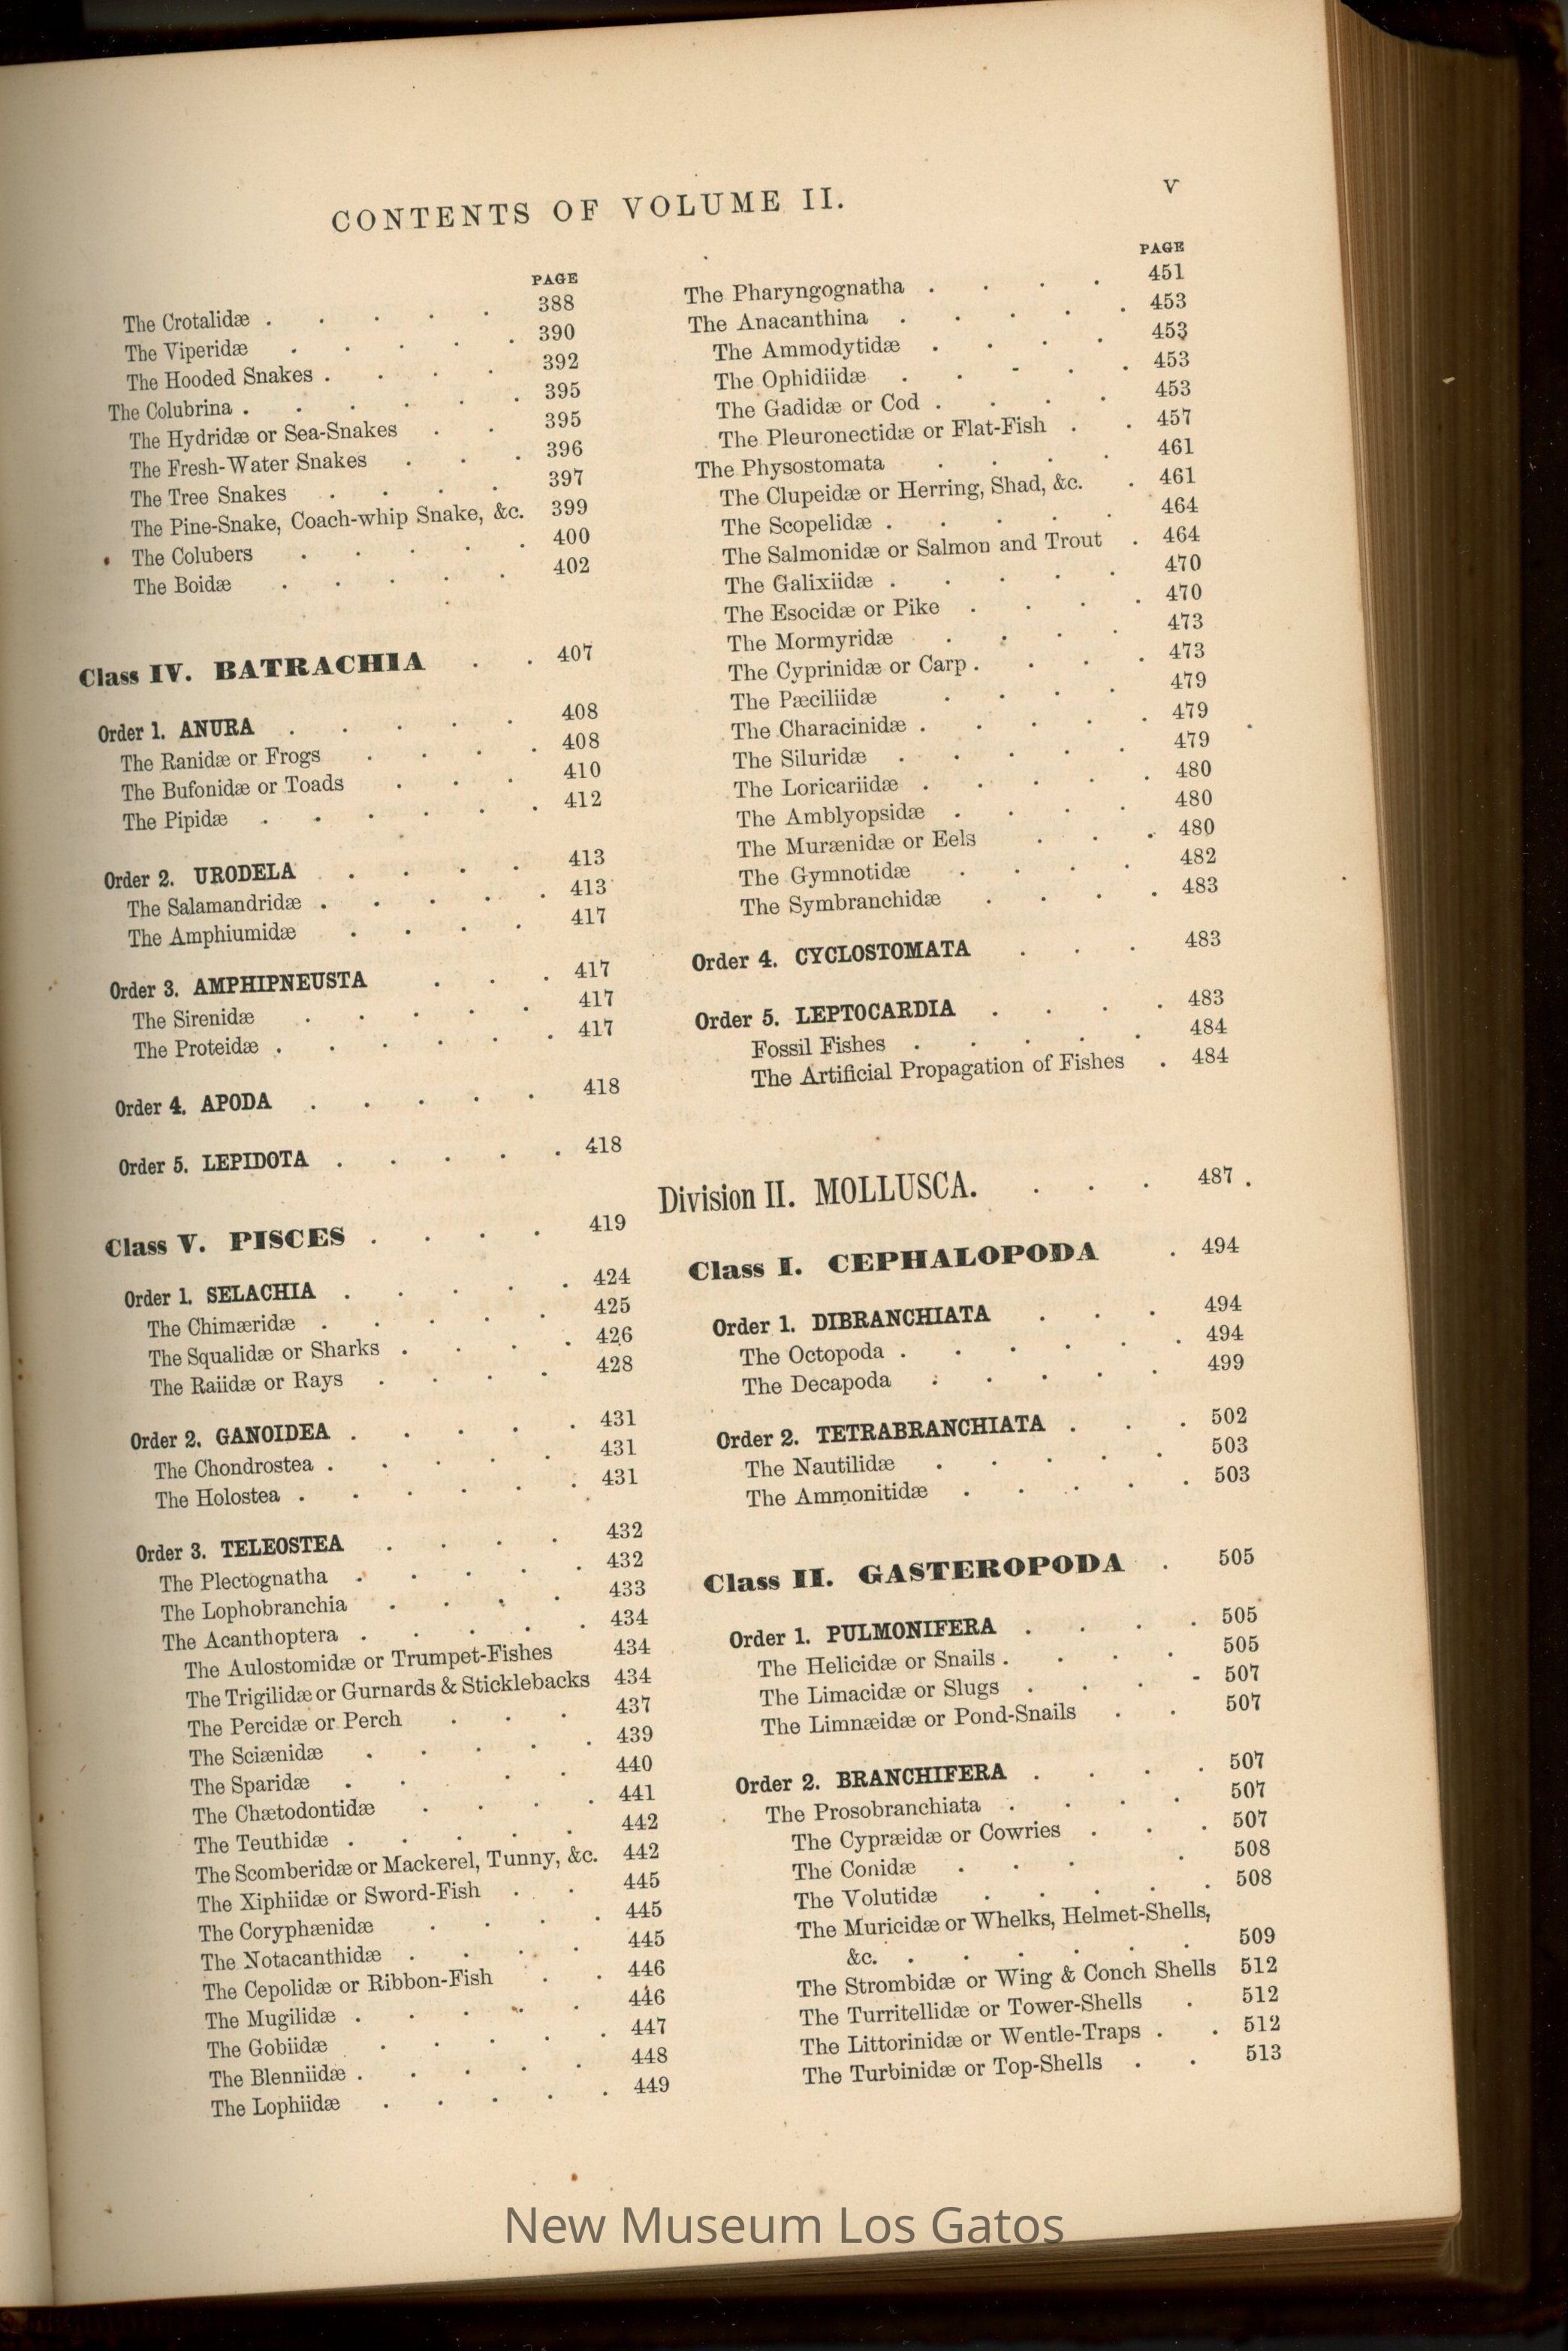 CONTENTS OF VOLUME II. v
PAGE
The Crotalidæ . . . . . 388
The Viperidæ . . . . . 390
The Hooded Snakes . . . . 392
The Colubrina . . . . . . 395
The Hydridæ or Sea-Snakes . . 395
The Fresh-Water Snakes . . . 396
The Tree Snakes . . . . 397
The Pine-Snake, Coach-whip Snake, &c. 399
The Colubers . . . . . 400
The Boidæ . . . . . 402
Class IV. BATRACHIA . . 407
Order 1. ANURA . . . . . 408
The Ranidæ or Frogs . . . . 408
The Bufonidæ or Toads . . . 410
The Pipidæ . . . . . . 412
Order 2. URODELA . . . . 413
The Salamandridæ . . . . . 413
The Amphiumidæ . . . . 417
Order 3. AMPHIPNEUSTA . . . 417
The Sirenidæ . . . . . 417
The Proteidæ . . . . . . 417
Order 4. APODA . . . . . 418
Order 5. LEPIDOTA . . . . . 418
Class V. PISCES . . . . 419
Order 1. SELACHIA . . . . . 424
The Chimæridæ . . . . . 425
The Squalidæ or Sharks . . . . 426
The Raiidæ or Rays . . . . 428
Order 2. GANOIDEA . . . . . 431
The Chondrostea . . . . . 431
The Holostea . . . . . . 431
Order 3. TELEOSTEA . . . . 432
The Plectognatha . . . . . 432
The Lophobranchia . . . . 433
The Acanthoptera . . . . . 434
The Aulostomidæ or Trumpet-Fishes 434
The Trigilidæ or Gurnards & Sticklebacks 434
The Percidæ or Perch . . . 437
The Sciænidæ . . . . . 439
The Sparidæ . . . . 440
The Chætodontidæ . . . . 441
The Teuthidæ . . . . . 442
The Scomberidæ or Mackerel, Tunny, &c. 442
The Xiphiidæ or Sword-Fish . . 445
The Coryphænidæ . . . . 445
The Notacanthidæ . . . . 445
The Cepolidæ or Ribbon-Fish . . 446
The Mugilidæ . . . . . 446
The Gobiidæ . . . . . 447
The Blenniidæ . . . . . 448
The Lophiidæ . . . . . 449
PAGE
The Pharyngognatha . . . . 451
The Anacanthina . . . . . 453
The Ammodytidæ . . . . 453
The Ophidiidæ . . . . . 453
The Gadidæ or Cod . . . . 453
The Pleuronectidæ or Flat-Fish . . 457
The Physostomata . . . . 461
The Clupeidæ or Herring, Shad, &c. . 461
The Scopelidæ . . . . . 464
The Salmonidæ or Salmon and Trout . 464
The Galixiidæ . . . . . 470
The Esocidæ or Pike . . . . 470
The Mormyridæ . . . . 473
The Cyprinidæ or Carp . . . . 473
The Pæciliidæ . . . . 479
The Characinidæ . . . . . 479
The Siluridæ . . . . . 479
The Loricariidæ . . . . . 480
The Amblyopsidæ . . . . 480
The Murænidæ or Eels . . . 480
The Gymnotidæ . . . . 482
The Symbranchidæ . . . . 483
Order 4. CYCLOSTOMATA . . . 483
Order 5. LEPTOCARDIA . . . . 483
Fossil Fishes . . . . . 484
The Artificial Propagation of Fishes . 484
Division II. MOLLUSCA. . . . 487 .
Class I. CEPHALOPODA . 494
Order 1. DIBRANCHIATA . . . 494
The Octopoda . . . . . . 494
The Decapoda . . . . . 499
Order 2. TETRABRANCHIATA . . . 502
The Nautilidæ . . . . . 503
The Ammonitidæ . . . . . 503
Class II. GASTEROPODA . 505
Order 1. PULMONIFERA . . . . 505
The Helicidæ or Snails . . . . 505
The Limacidæ or Slugs . . . . 507
The Limnæidæ or Pond-Snails . . 507
Order 2. BRANCHIFERA . . . . 507
The Prosobranchiata . . . . 507
The Cypræidæ or Cowries . . . 507
The Conidæ . . . . 508
The Volutidæ . . . . . 508
The Muricidæ or Whelks, Helmet-Shells,
&c. . . . . . . 509
The Strombidæ or Wing & Conch Shells 512
The Turritellidæ or Tower-Shells . 512
The Littorinidæ or Wentle-Traps . . 512
The Turbinidæ or Top-Shells . . 513
New Museum Los Gatos